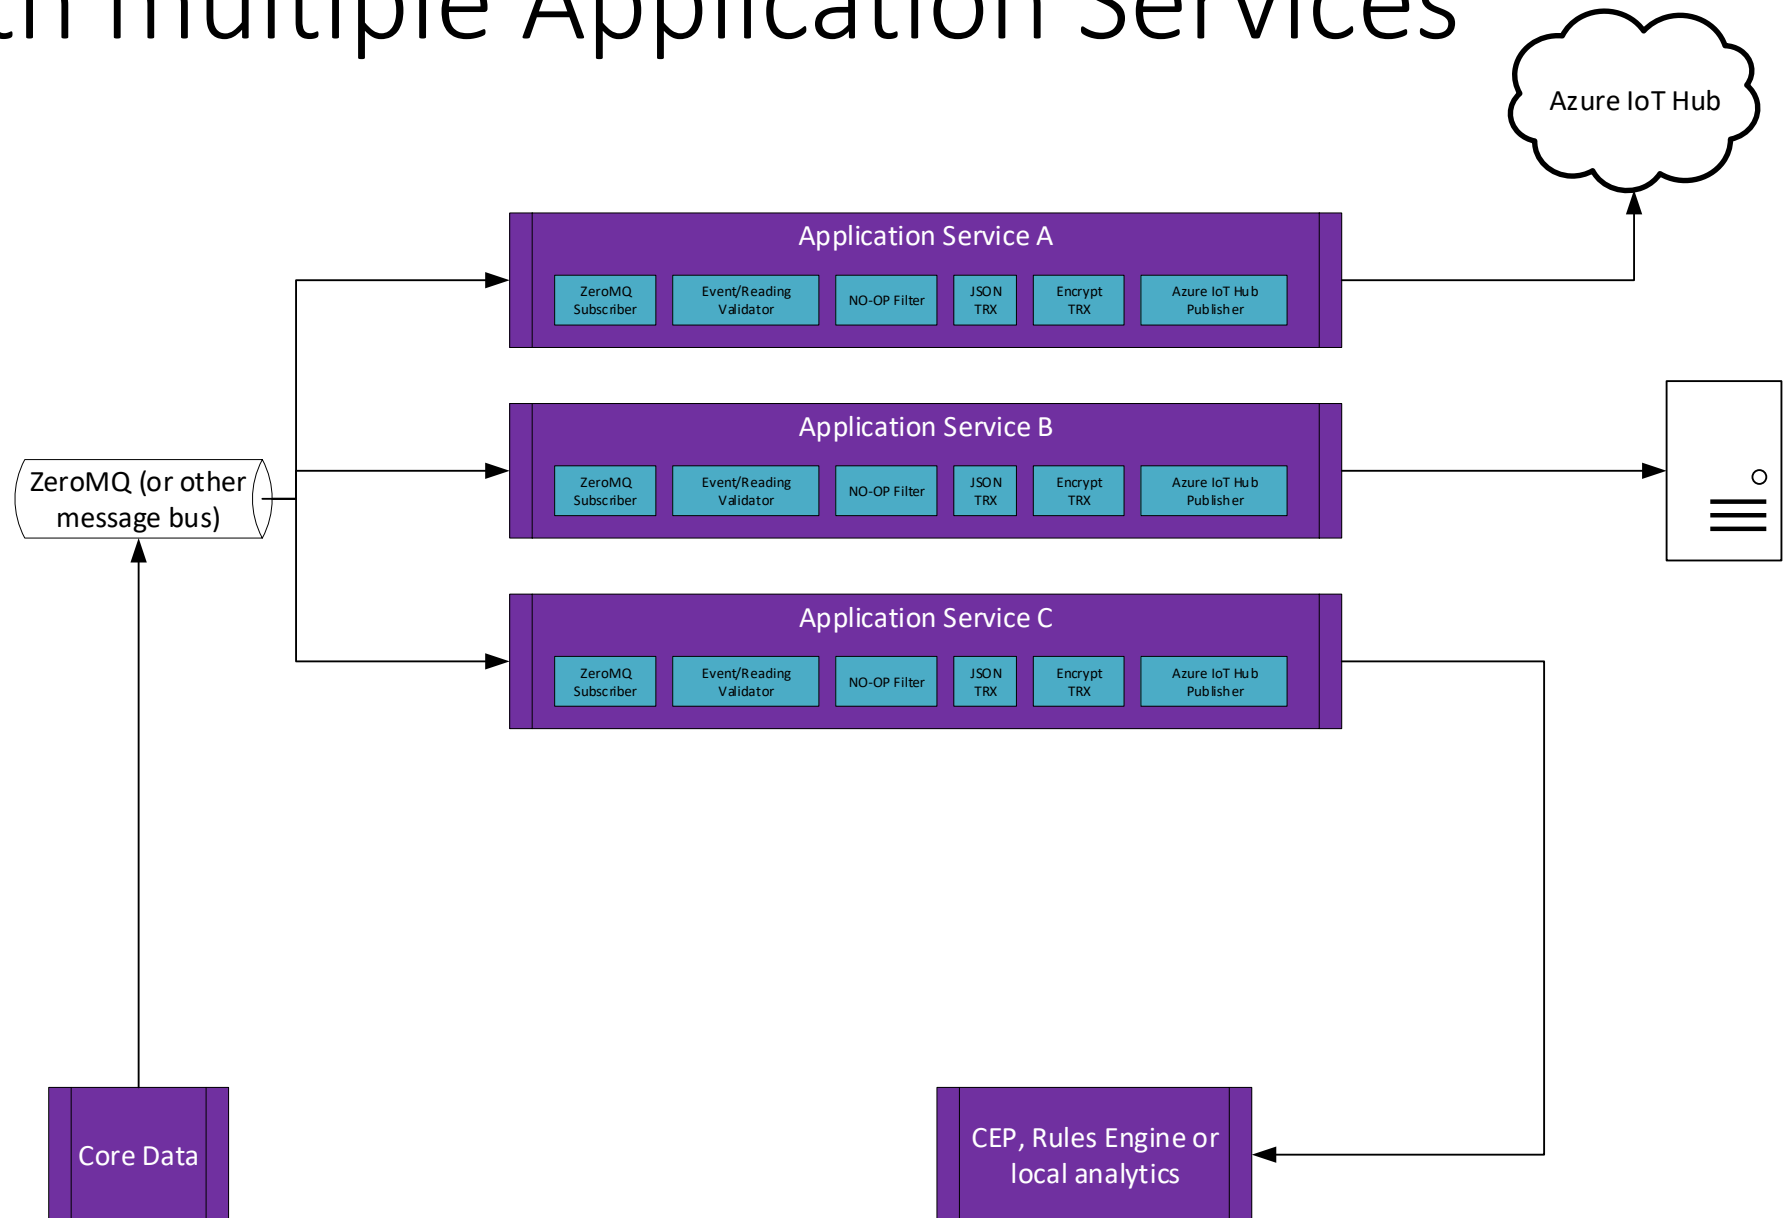 th multiple Application Services
Azure IoT Hub
Application Service A
ZeroMQ
Subscriber
Event/Reading
Validator
NO-OP Filter
JSON
TRX
Encrypt
TRX
Azure IoT Hub
Publisher
Application Service B
ZeroMQ
Subscriber
Event/Reading
Validator
NO-OP Filter
JSON
TRX
Encrypt
TRX
Azure IoT Hub
Publisher
ZeroMQ (or other
message bus)
Application Service C
ZeroMQ
Subscriber
Event/Reading
Validator
NO-OP Filter
JSON
TRX
Encrypt
TRX
Azure IoT Hub
Publisher
Core Data
CEP, Rules Engine or
local analytics